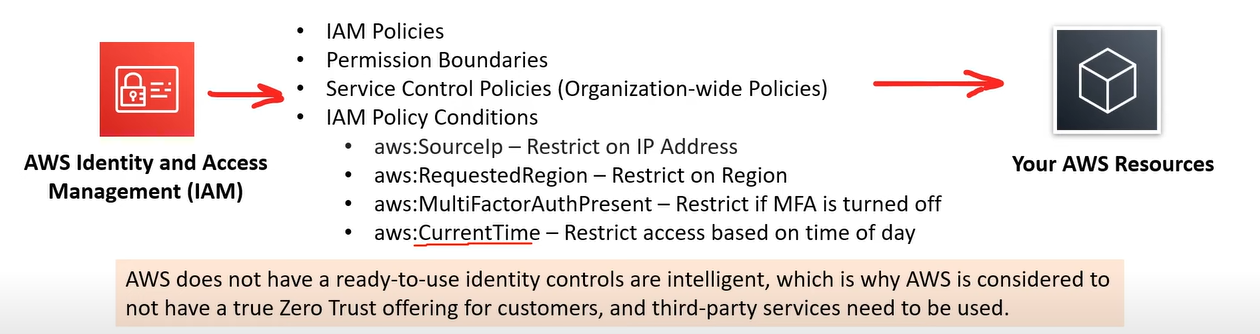 • IAM Policies
• Permission Boundaries
• Service Control Policies (Organization-wide Policies)
• IAM Policy Conditions
• aws:SourceIp – Restrict on IP Address
• aws:RequestedRegion – Restrict on Region
• aws:MultiFactorAuthPresent – Restrict if MFA is turned off
• aws:CurrentTime – Restrict access based on time of day
AWS Identity and Access
Management (IAM)
Your AWS Resources
AWS does not have a ready-to-use identity controls are intelligent, which is why AWS is considered to
not have a true Zero Trust offering for customers, and third-party services need to be used.